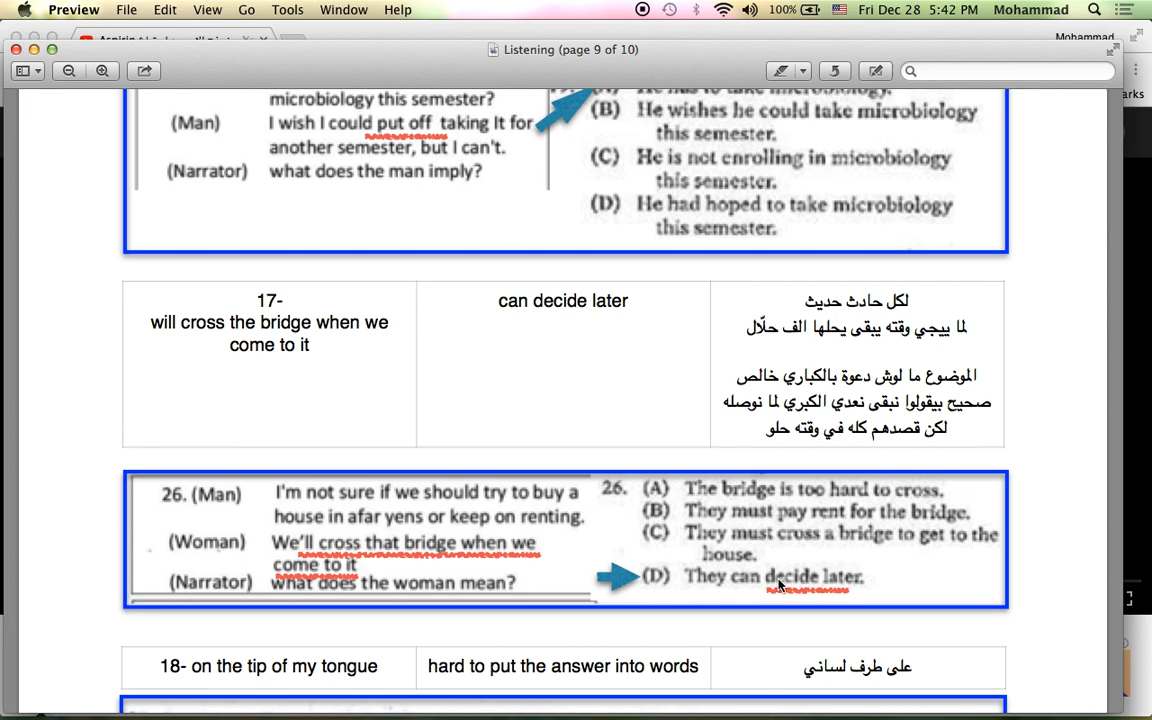 Preview File Edit View Go Tools Window Help 100% Fri Dec 28 5:42 PM Mohammad
Mohammad
Listening (page 9 of 10)
arks
microbiology this semester?
(Man) I wish I could put off taking It for
another semester, but I can't.
(Narrator) what does the man imply?
(B) He wishes he could take microbiology
this semester.
(C) He is not enrolling in microbiology
this semester.
(D) He had hoped to take microbiology
this semester.
17-
will cross the bridge when we
come to it
can decide later
لكل حادث حديث
لما ييجي وقته يبقى يحلها الف حلّال
الموضوع ما لوش دعوة بالكباري خالص
صحيح بيقولوا نبقى نعدي الكبري لما نوصله
لكن قصدهم كله في وقته حلو
26. (Man) I'm not sure if we should try to buy a
house in afar yens or keep on renting.
(Woman) We'll cross that bridge when we
come to it
(Narrator) what does the woman mean?
26. (A) The bridge is too hard to cross.
(B) They must pay rent for the bridge.
(C) They must cross a bridge to get to the
house.
(D) They can decide later.
18- on the tip of my tongue
hard to put the answer into words
على طرف لساني